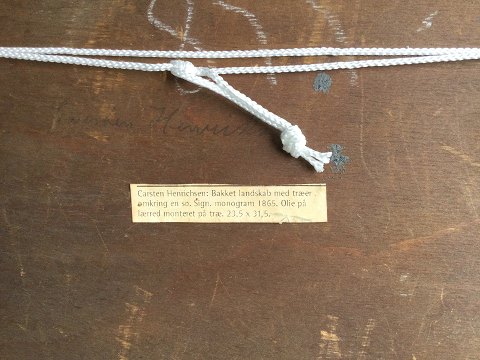 Carsten Henrichsen: Bakket landskab med træer
omkring en sø. Sign. monogram 1865. Olie på
lærred monteret på træ. 23,5 x 31,5.